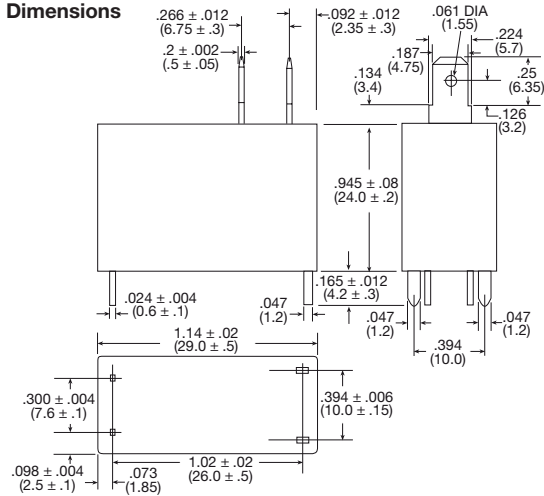 Dimensions
.266 ± .012
(6.75 ± .3)
.092 ± .012
(2.35 ± .3)
.2 ± .002
(.5 ± .05)
.061 DIA
(1.55)
.224
(5.7)
.187
(4.75)
.25
(6.35)
.134
(3.4)
.126
(3.2)
.945 ± .08
(24.0 ± .2)
.165 ± .012
(4.2 ± .3)
.024 ± .004
(0.6 ± .1)
.047
(1.2)
.047
(1.2)
.047
(1.2)
.394
(10.0)
1.14 ± .02
(29.0 ± .5)
.300 ± .004
(7.6 ± .1)
.394 ± .006
(10.0 ± .15)
.098 ± .004
(2.5 ± .1)
.073
(1.85)
1.02 ± .02
(26.0 ± .5)